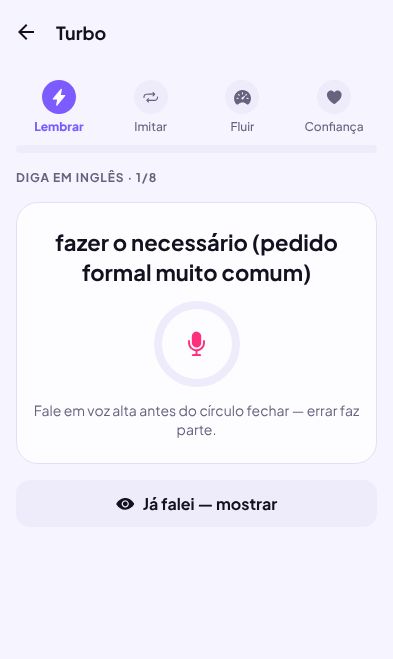 Turbo
Lembrar
Imitar
Fluir
Confiança
DIGA EM INGLÊS · 1/8
fazer o necessário (pedido
formal muito comum)
Fale em voz alta antes do círculo fechar — errar faz
parte.
Já falei — mostrar